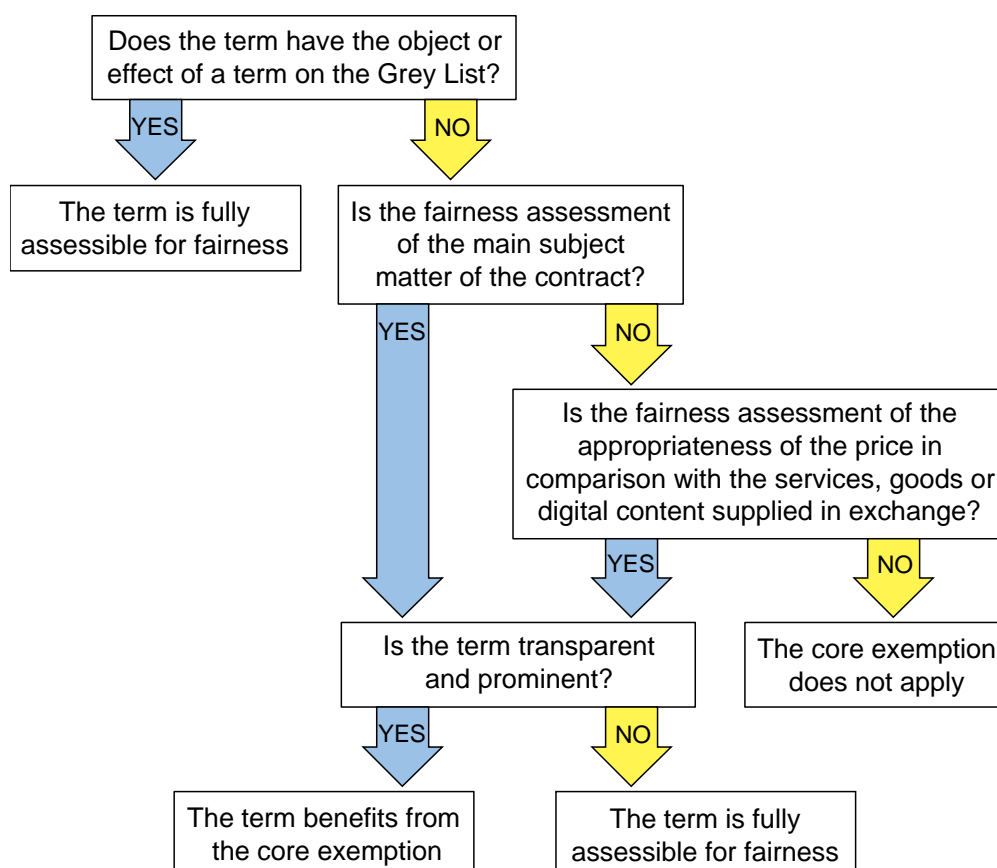 Does the term have the object or
effect of a term on the Grey List?
YES
NO
The term is fully
assessible for fairness
Is the fairness assessment
of the main subject
matter of the contract?
YES
NO
Is the fairness assessment of the
appropriateness of the price in
comparison with the services, goods or
digital content supplied in exchange?
YES
NO
Is the term transparent
and prominent?
The core exemption
does not apply
YES
NO
The term benefits from
the core exemption
The term is fully
assessible for fairness